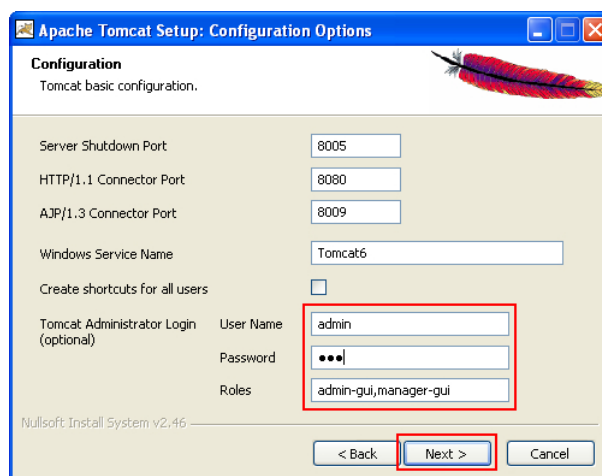 Apache Tomcat Setup: Configuration Options
Configuration
Tomcat basic configuration.
Server Shutdown Port 8005
HTTP/1.1 Connector Port 8080
AJP/1.3 Connector Port 8009
Windows Service Name Tomcat6
Create shortcuts for all users
Tomcat Administrator Login User Name admin
(optional)
Password ●●●
Roles admin-gui,manager-gui
Nullsoft Install System v2.46
< Back Next > Cancel